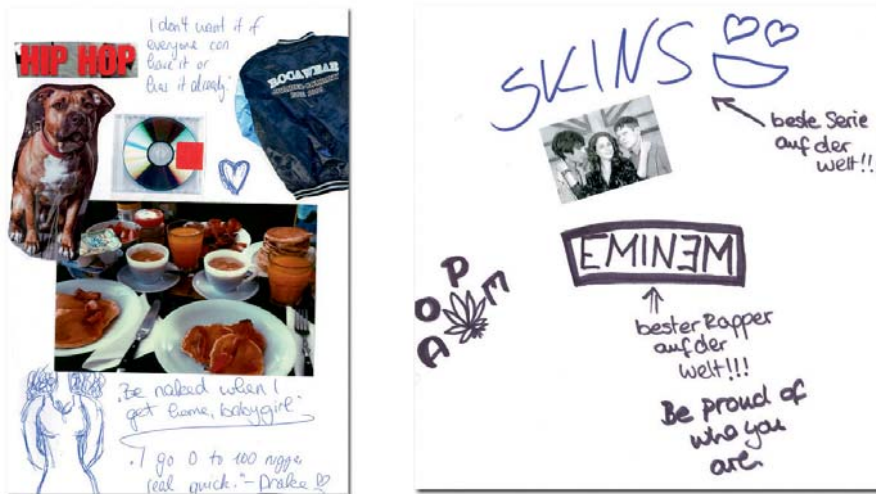 I don't want it if
everyone can
have it or
has it already."
HIP HOP
ROCAWEAR
"Be naked when I
get home, babygirl"
"I go 0 to 100 nigga
real quick." - Drake
SKINS
beste Serie
auf der
Welt!!
EMINƎM
bester Rapper
auf der
Welt!!!
Be proud of
who you
are